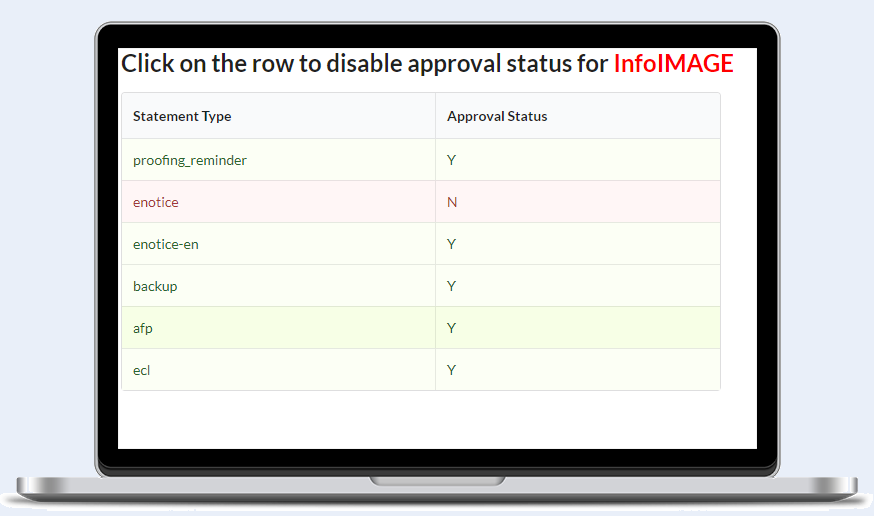 Click on the row to disable approval status for InfoIMAGE
Statement Type Approval Status
proofing_reminder Y
enotice N
enotice-en Y
backup Y
afp Y
ecl Y